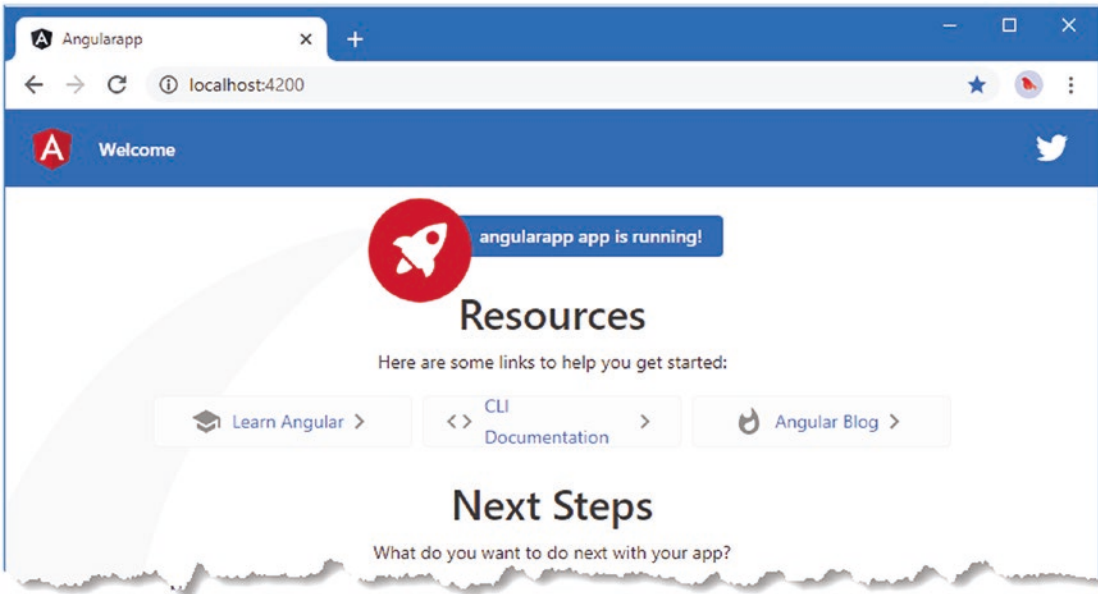 Angularapp
localhost:4200
Welcome
angularapp app is running!
Resources
Here are some links to help you get started:
Learn Angular
CLI
Documentation
Angular Blog
Next Steps
What do you want to do next with your app?